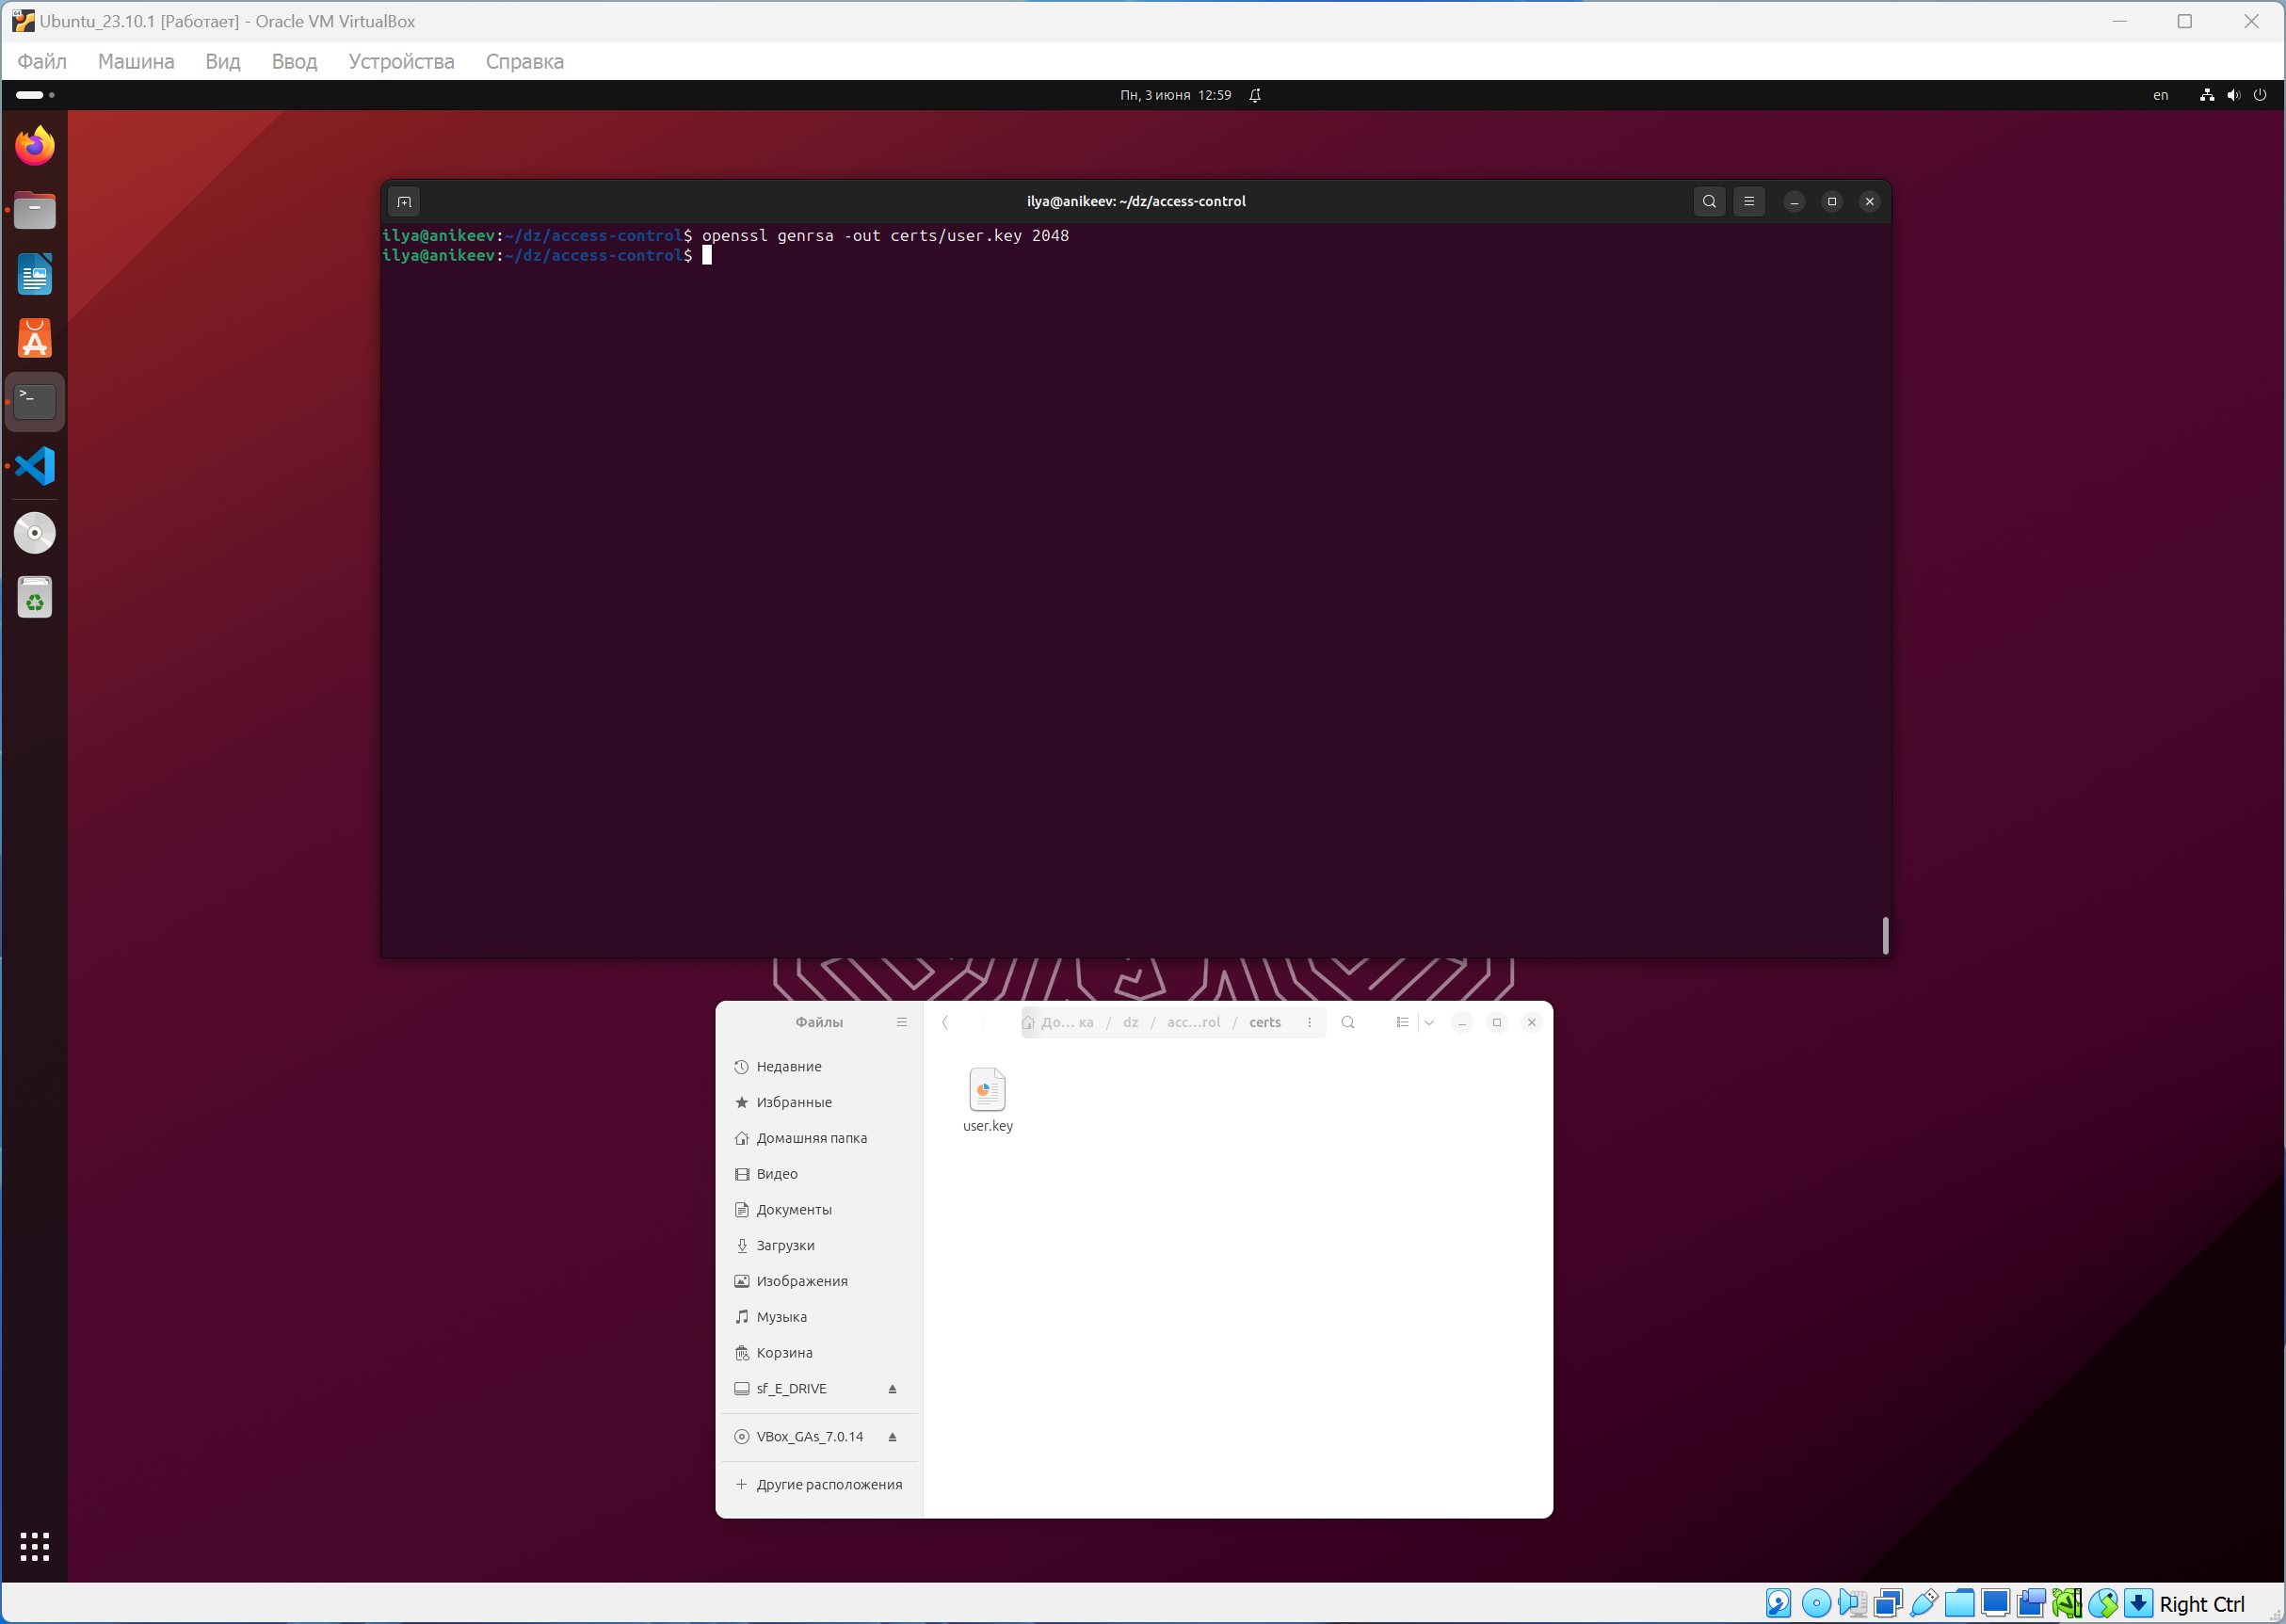 Ubuntu_23.10.1 [Работает] - Oracle VM VirtualBox
Файл Машина Вид Ввод Устройства Справка
Пн, 3 июня 12:59
en
ilya@anikeev: ~/dz/access-control
ilya@anikeev:~/dz/access-control$ openssl genrsa -out certs/user.key 2048
ilya@anikeev:~/dz/access-control$
Файлы
До... ка / dz / acc...rol / certs
Недавние
Избранные
Домашняя папка
Видео
Документы
Загрузки
Изображения
Музыка
Корзина
sf_E_DRIVE
VBox_GAs_7.0.14
Другие расположения
user.key
Right Ctrl